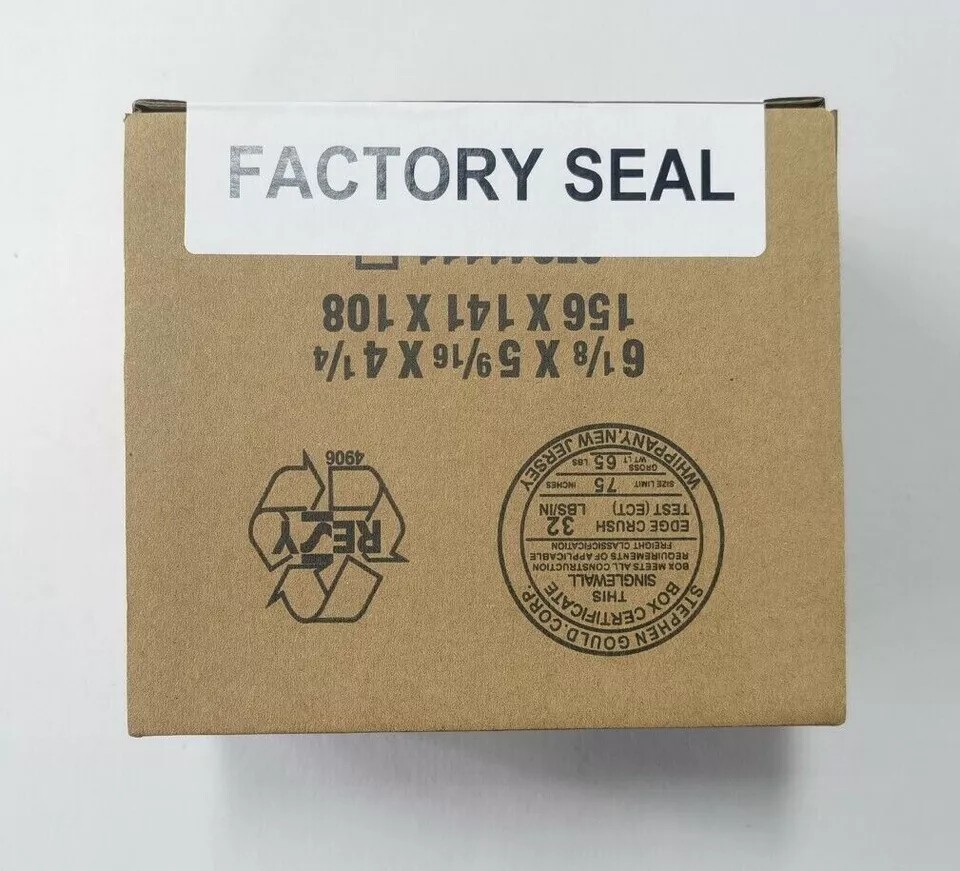 FACTORY SEAL
STEPHEN GOULD.CORP.
BOX CERTIFICATE
THIS
SINGLEWALL
BOX MEETS ALL CONSTRUCTION
REQUIREMENTS OF APPLICABLE
FREIGHT CLASSICFICATION
EDGE CRUSH
TEST (ECT) 32 LBS/IN
SIZE LIMIT 75 INCHES
GROSS
WT LT 65 LBS
WHIPPANY,NEW JERSEY
RESY
4906
6 1/8 X 5 9/16 X 4 1/4
156 X 141 X 108